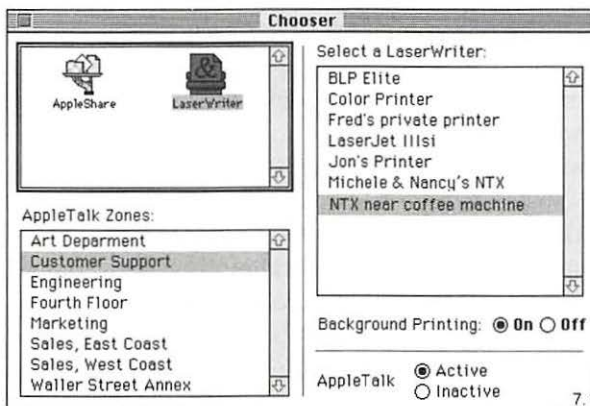 Chooser
AppleShare
LaserWriter
AppleTalk Zones:
Art Deparment
Customer Support
Engineering
Fourth Floor
Marketing
Sales, East Coast
Sales, West Coast
Waller Street Annex
Select a LaserWriter:
BLP Elite
Color Printer
Fred's private printer
LaserJet IIIsi
Jon's Printer
Michele & Nancy's NTX
NTX near coffee machine
Background Printing: On Off
AppleTalk Active
Inactive
7.